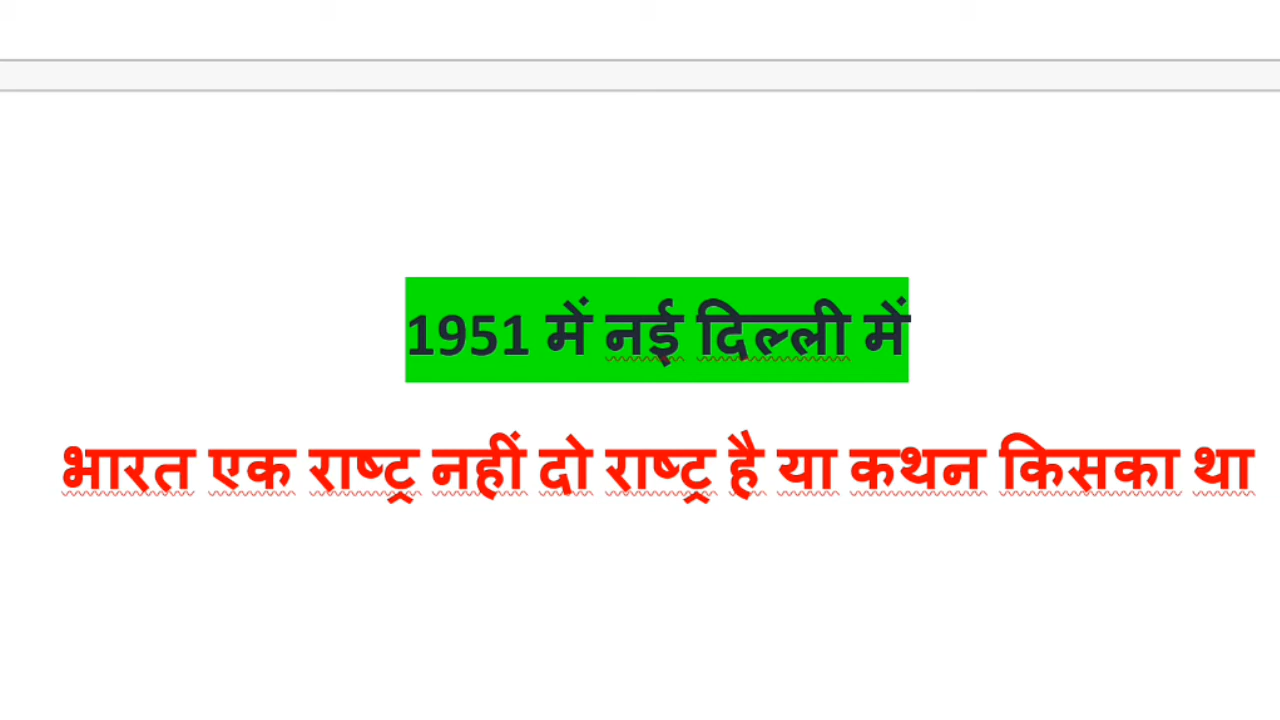 1951 में नई दिल्ली में
भारत एक राष्ट्र नहीं दो राष्ट्र है या कथन किसका था